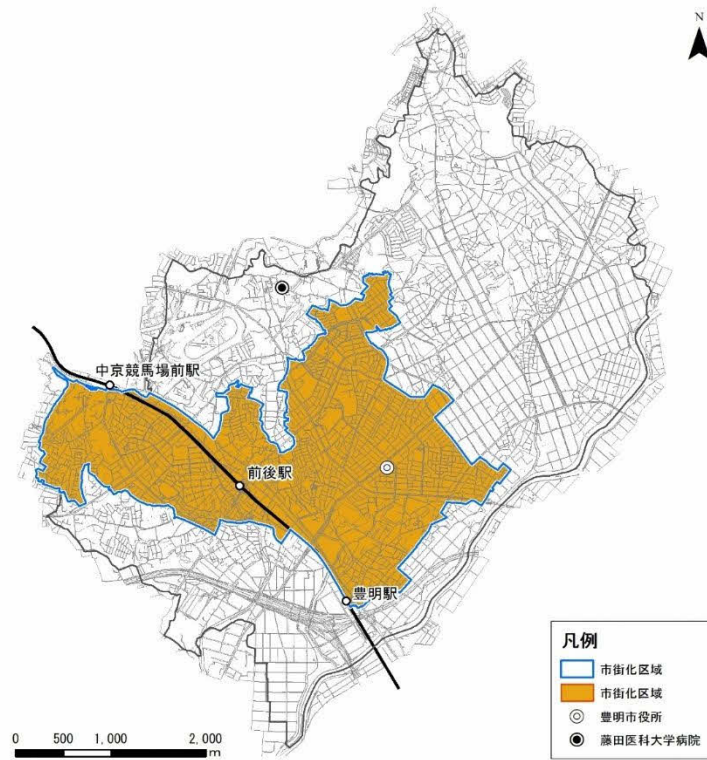 N
中京競馬場前駅
前後駅
豊明駅
凡例
市街化区域
市街化区域
豊明市役所
藤田医科大学病院
0 500 1,000 2,000
m